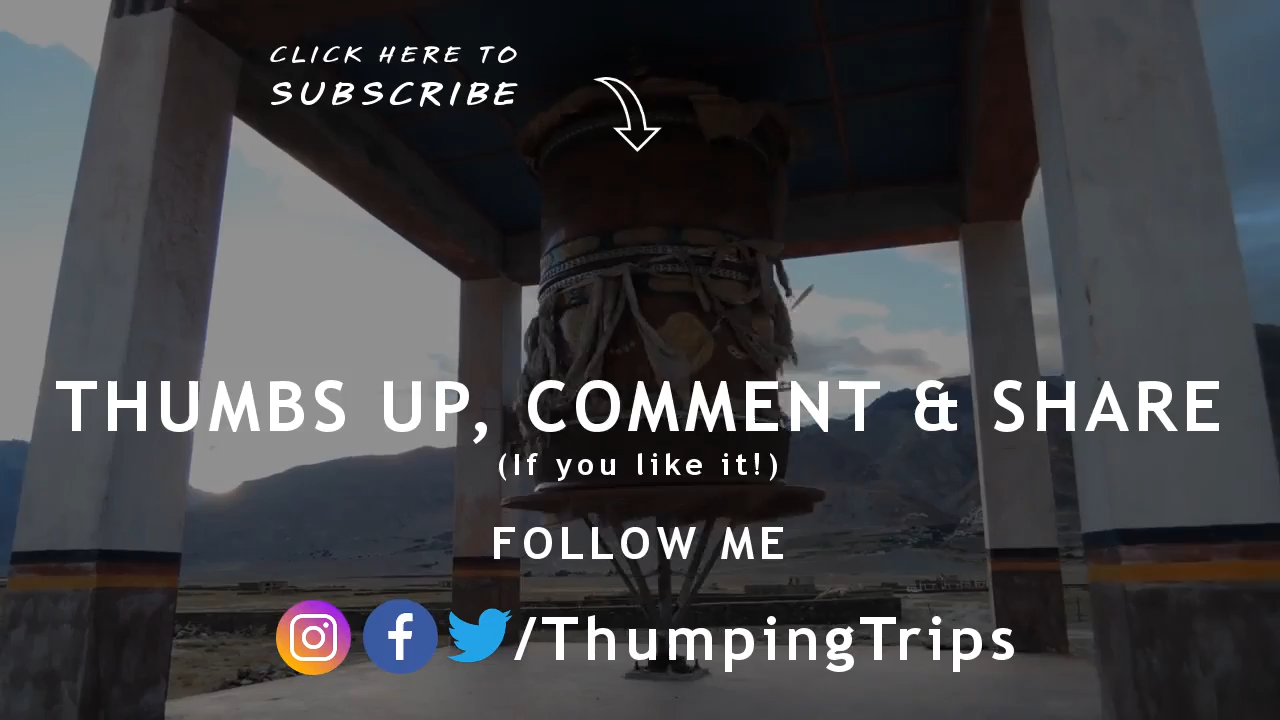 CLICK HERE TO
SUBSCRIBE
THUMBS UP, COMMENT & SHARE
(If you like it!)
FOLLOW ME
/ThumpingTrips